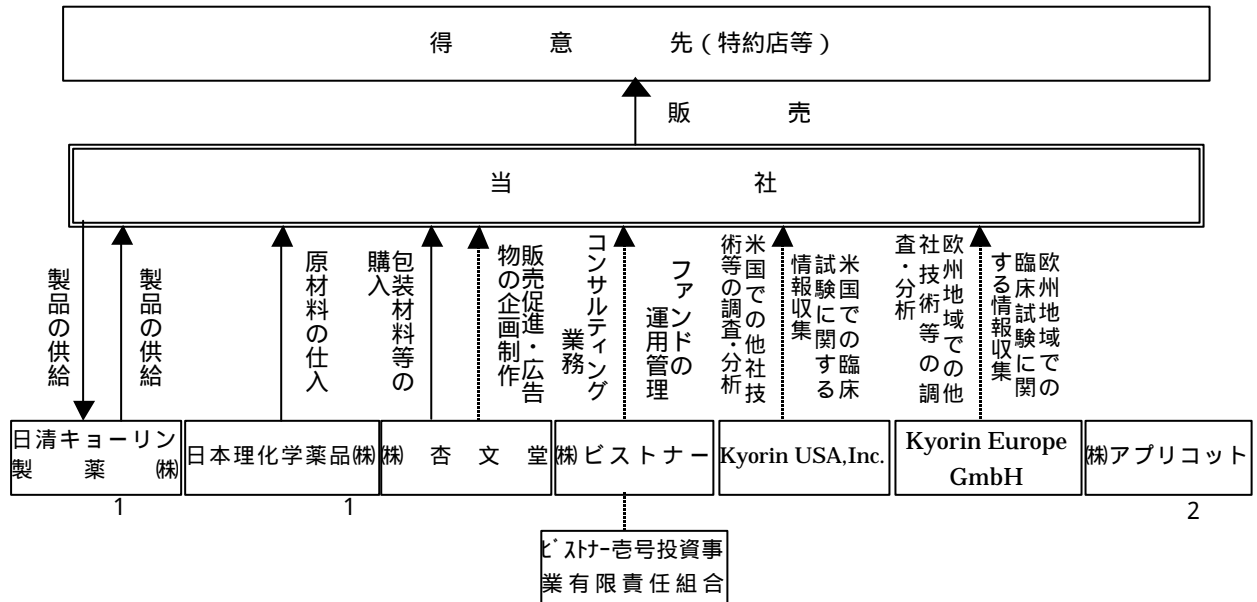 得意先(特約店等)
販売
当社
製品の供給
製品の供給
原材料の仕入
包装材料等の
購入
販売促進・広告
物の企画制作
コンサルティング
業務
ファンドの
運用管理
米国での他社技
術等の調査・分析
米国での臨床
試験に関する
情報収集
欧州地域での他
社技術等の調
査・分析
欧州地域での
臨床試験に関
する情報収集
日清キョーリン
製薬㈱
1
日本理化学薬品㈱
1
㈱杏文堂
㈱ビストナー
Kyorin USA,Inc.
Kyorin Europe
GmbH
㈱アプリコット
2
ﾋﾞｽﾄﾅｰ壱号投資事
業有限責任組合